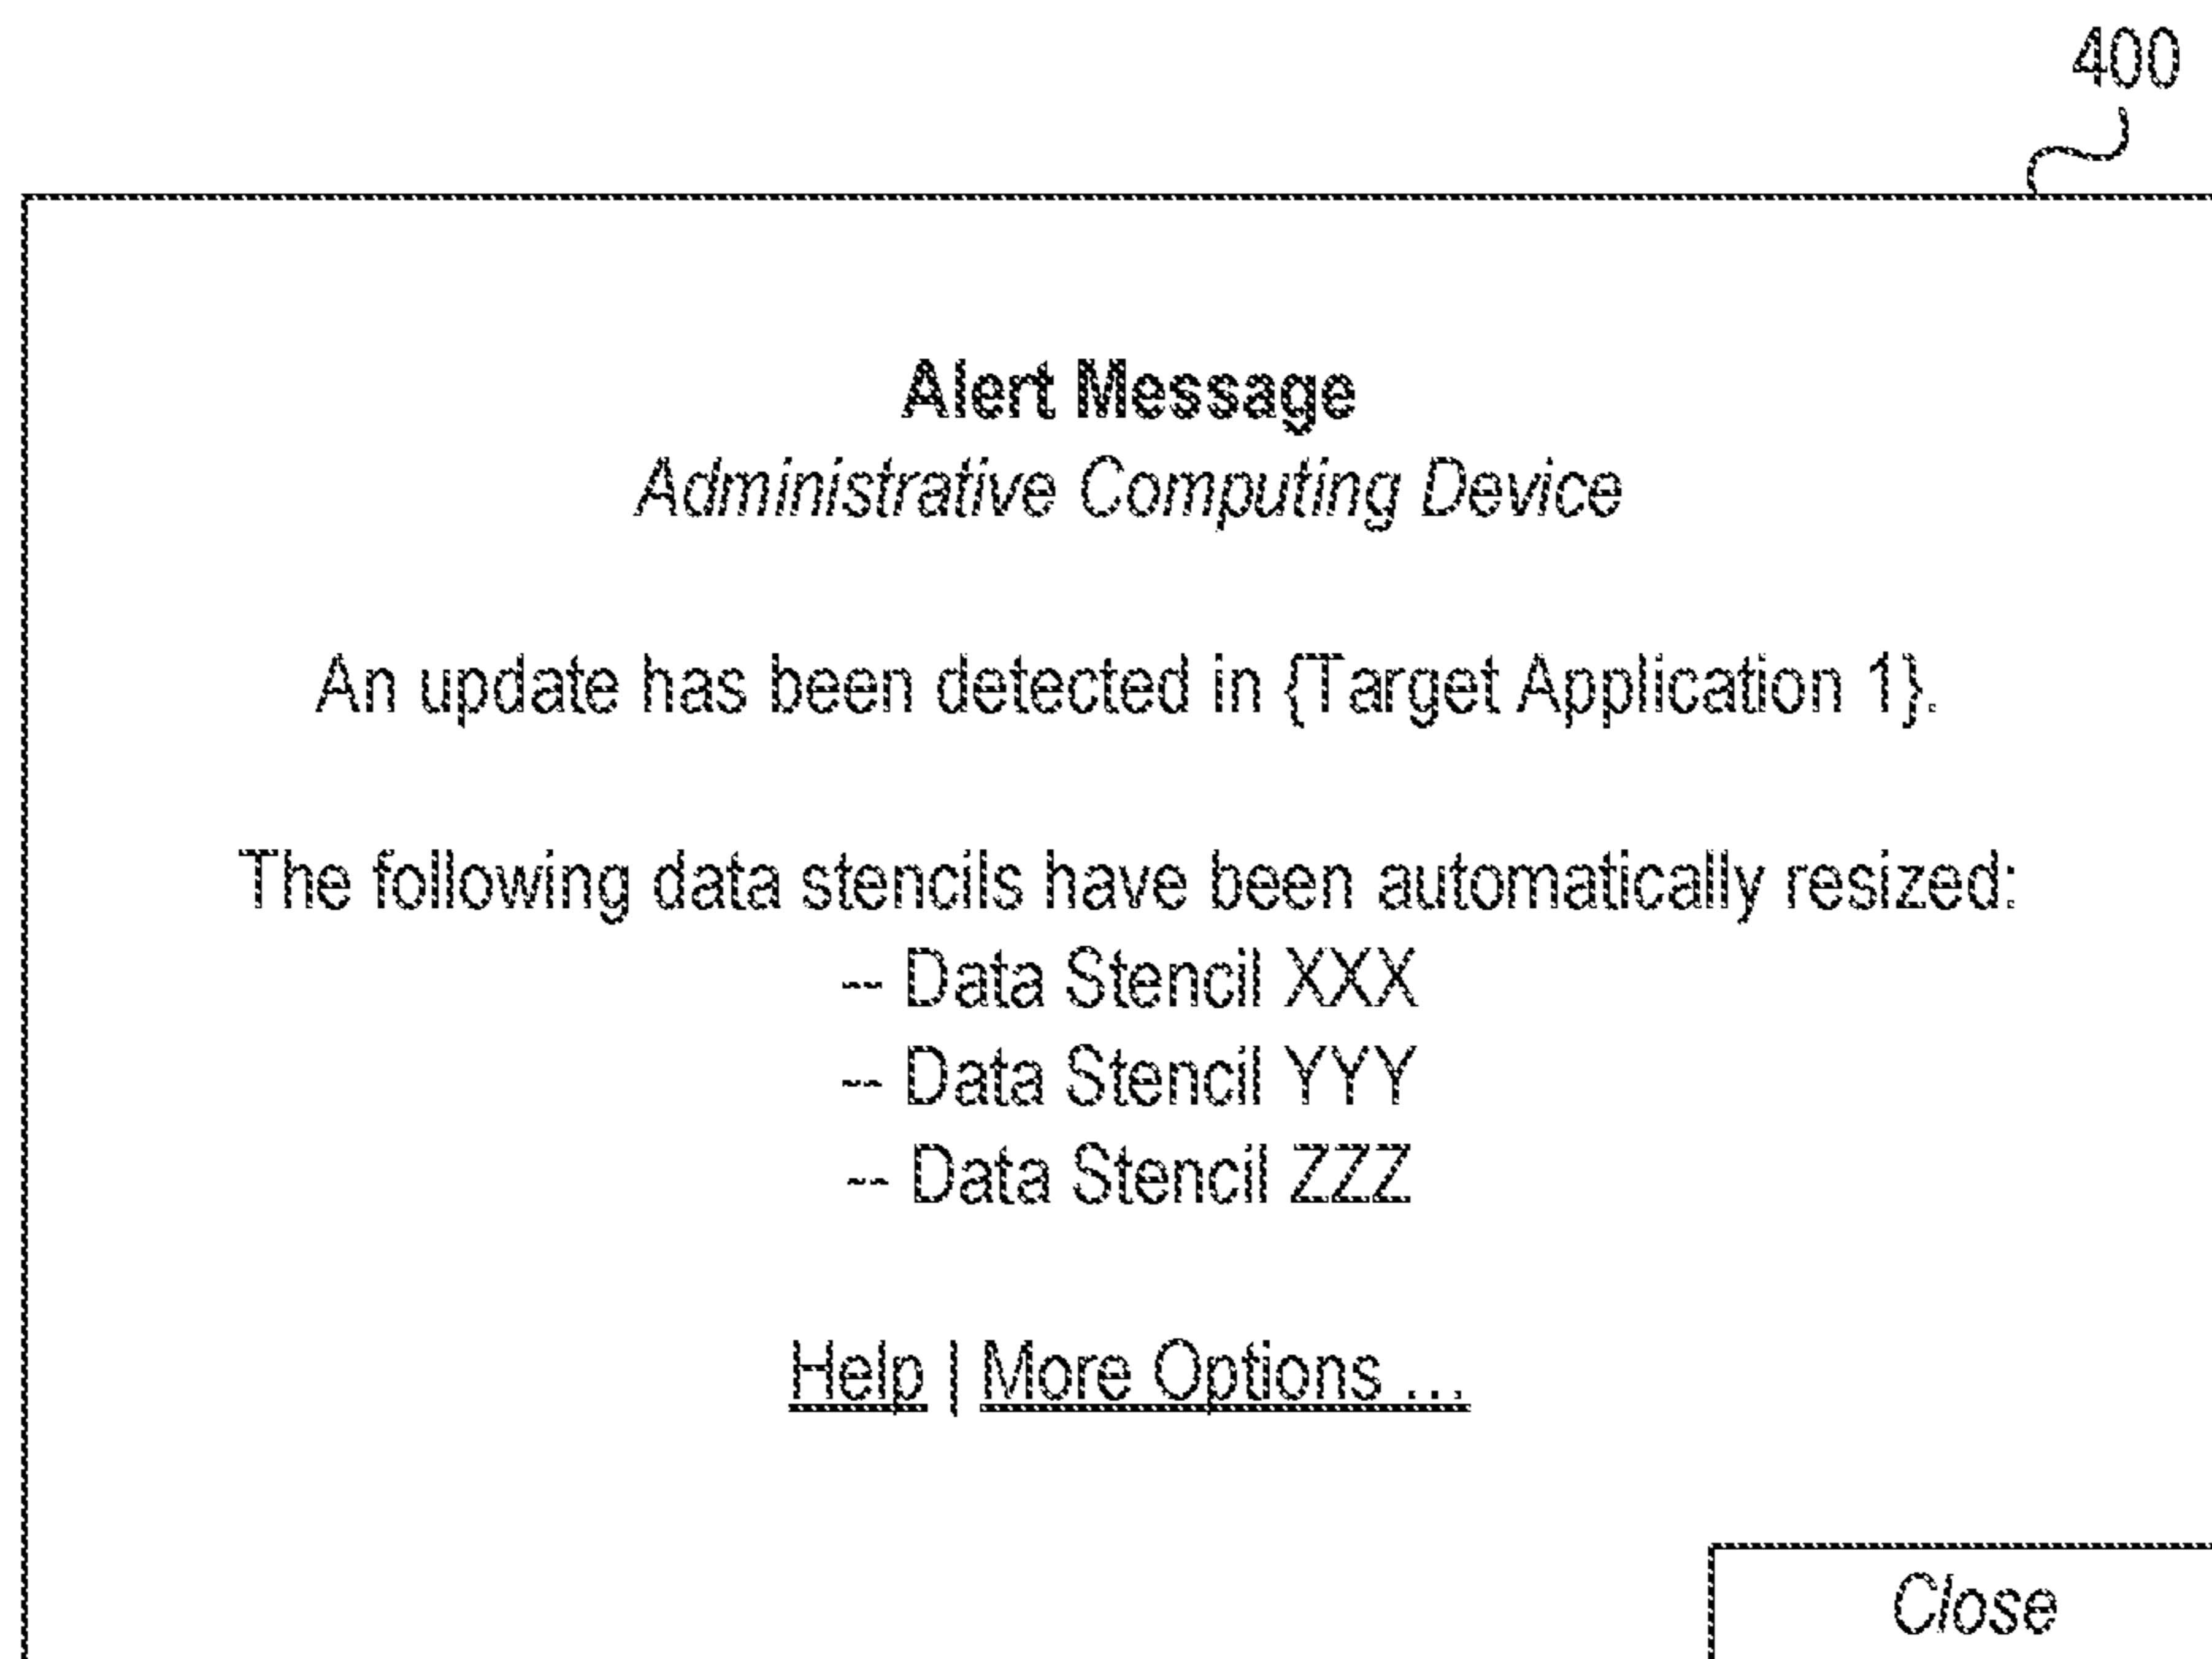 400
Alert Message
Administrative Computing Device
An update has been detected in {Target Application 1}.
The following data stencils have been automatically resized:
-- Data Stencil XXX
-- Data Stencil YYY
-- Data Stencil ZZZ
Help | More Options ...
Close